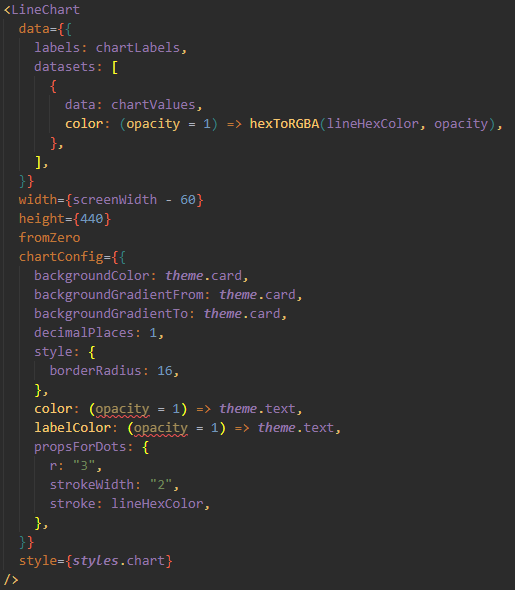 <LineChart
  data={{
    labels: chartLabels,
    datasets: [
      {
        data: chartValues,
        color: (opacity = 1) => hexToRGBA(lineHexColor, opacity),
      },
    ],
  }}
  width={screenWidth - 60}
  height={440}
  fromZero
  chartConfig={{
    backgroundColor: theme.card,
    backgroundGradientFrom: theme.card,
    backgroundGradientTo: theme.card,
    decimalPlaces: 1,
    style: {
      borderRadius: 16,
    },
    color: (opacity = 1) => theme.text,
    labelColor: (opacity = 1) => theme.text,
    propsForDots: {
      r: "3",
      strokeWidth: "2",
      stroke: lineHexColor,
    },
  }}
  style={styles.chart}
/>